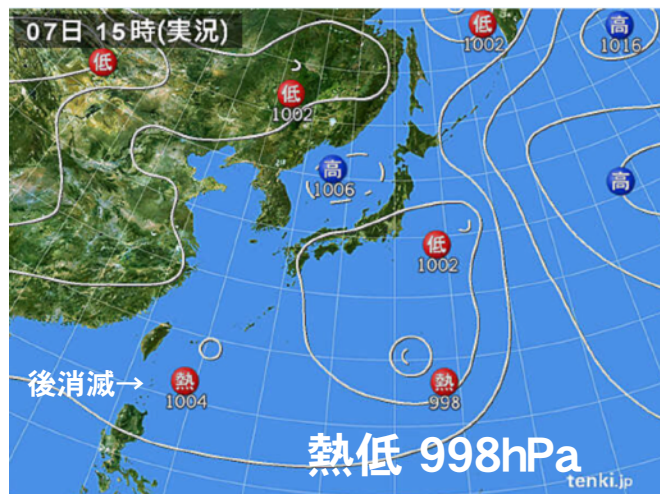 07日 15時(実況)
低
低
1002
高
1016
低
1002
高
1006
高
低
1002
後消滅→
熱
1004
熱
998
熱低 998hPa
tenki.jp